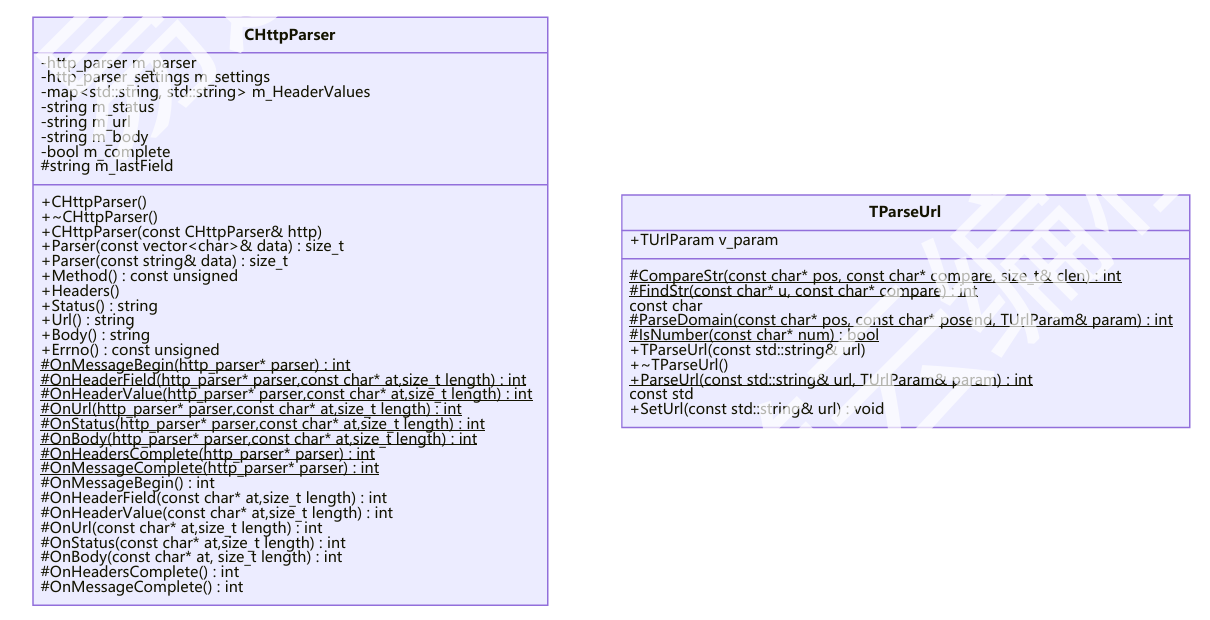 CHttpParser
-http_parser m_parser
-http_parser_settings m_settings
-map<std::string, std::string> m_HeaderValues
-string m_status
-string m_url
-string m_body
-bool m_complete
#string m_lastField
+CHttpParser()
+~CHttpParser()
+CHttpParser(const CHttpParser& http)
+Parser(const vector<char>& data) : size_t
+Parser(const string& data) : size_t
+Method() : const unsigned
+Headers()
+Status() : string
+Url() : string
+Body() : string
+Errno() : const unsigned
#OnMessageBegin(http_parser* parser) : int
#OnHeaderField(http_parser* parser,const char* at,size_t length) : int
#OnHeaderValue(http_parser* parser,const char* at,size_t length) : int
#OnUrl(http_parser* parser,const char* at,size_t length) : int
#OnStatus(http_parser* parser,const char* at,size_t length) : int
#OnBody(http_parser* parser,const char* at,size_t length) : int
#OnHeadersComplete(http_parser* parser) : int
#OnMessageComplete(http_parser* parser) : int
#OnMessageBegin() : int
#OnHeaderField(const char* at,size_t length) : int
#OnHeaderValue(const char* at,size_t length) : int
#OnUrl(const char* at,size_t length) : int
#OnStatus(const char* at,size_t length) : int
#OnBody(const char* at, size_t length) : int
#OnHeadersComplete() : int
#OnMessageComplete() : int
TParseUrl
+TUrlParam v_param
#CompareStr(const char* pos, const char* compare, size_t& clen) : int
#FindStr(const char* u, const char* compare) : int
const char
#ParseDomain(const char* pos, const char* posend, TUrlParam& param) : int
#IsNumber(const char* num) : bool
+TParseUrl(const std::string& url)
+~TParseUrl()
+ParseUrl(const std::string& url, TUrlParam& param) : int
const std
+SetUrl(const std::string& url) : void